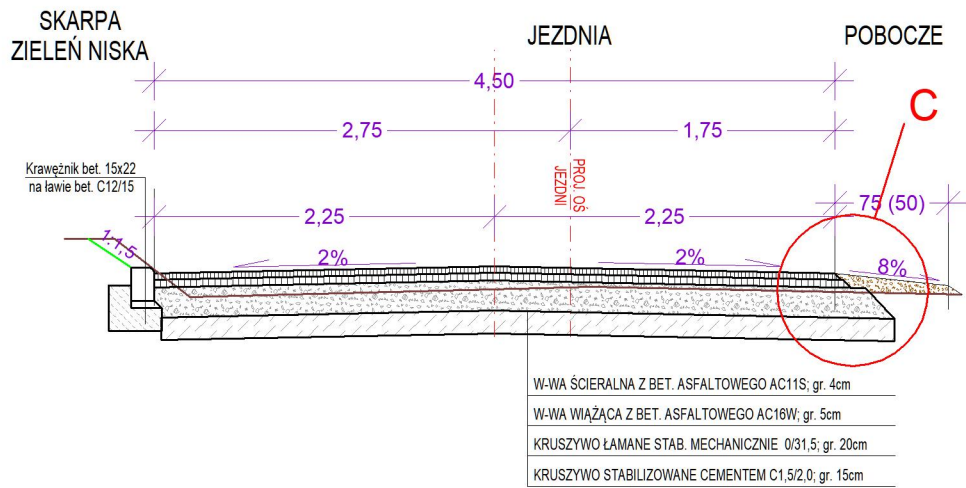 SKARPA
ZIELEŃ NISKA
JEZDNIA
POBOCZE
4,50
C
2,75
1,75
Krawężnik bet. 15x22
na ławie bet. C12/15
PROJ. OŚ
JEZDNI
75 (50)
2,25
2,25
1:1,5
2%
2%
8%
W-WA ŚCIERALNA Z BET. ASFALTOWEGO AC11S; gr. 4cm
W-WA WIĄŻĄCA Z BET. ASFALTOWEGO AC16W; gr. 5cm
KRUSZYWO ŁAMANE STAB. MECHANICZNIE 0/31,5; gr. 20cm
KRUSZYWO STABILIZOWANE CEMENTEM C1,5/2,0; gr. 15cm